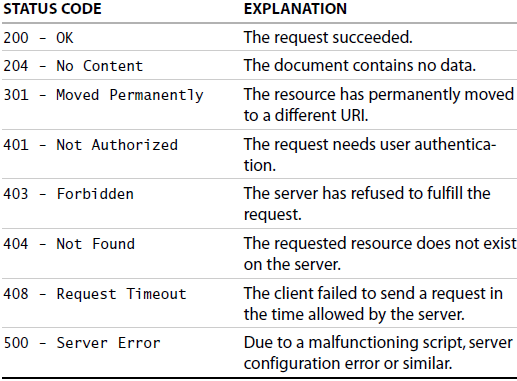 STATUS CODE EXPLANATION
200 - OK The request succeeded.
204 - No Content The document contains no data.
301 - Moved Permanently The resource has permanently moved
to a different URI.
401 - Not Authorized The request needs user authentica-
tion.
403 - Forbidden The server has refused to fulfill the
request.
404 - Not Found The requested resource does not exist
on the server.
408 - Request Timeout The client failed to send a request in
the time allowed by the server.
500 - Server Error Due to a malfunctioning script, server
configuration error or similar.